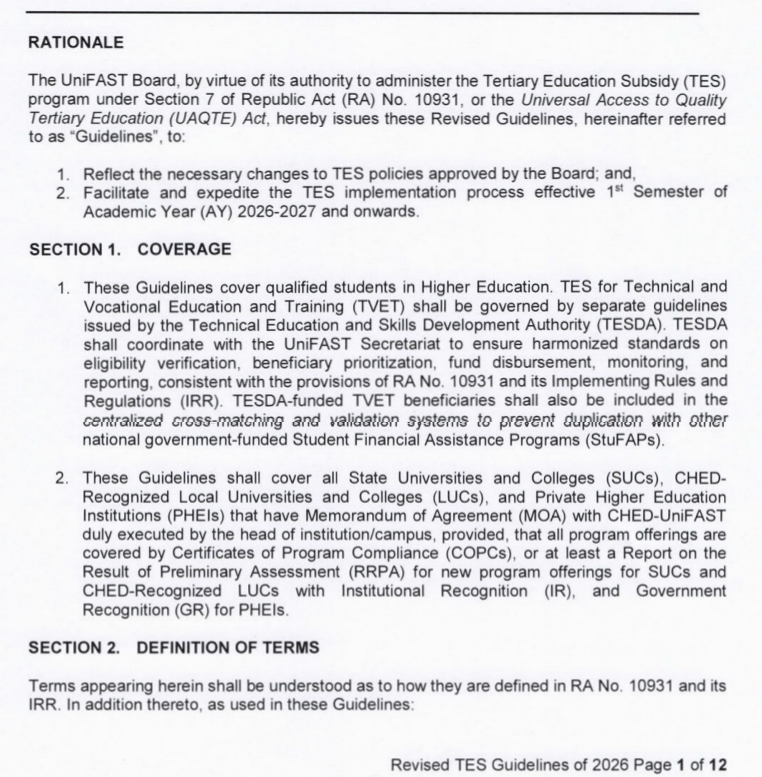 RATIONALE
The UniFAST Board, by virtue of its authority to administer the Tertiary Education Subsidy (TES)
program under Section 7 of Republic Act (RA) No. 10931, or the Universal Access to Quality
Tertiary Education (UAQTE) Act, hereby issues these Revised Guidelines, hereinafter referred
to as “Guidelines”, to:
1. Reflect the necessary changes to TES policies approved by the Board; and,
2. Facilitate and expedite the TES implementation process effective 1st Semester of
Academic Year (AY) 2026-2027 and onwards.
SECTION 1. COVERAGE
1. These Guidelines cover qualified students in Higher Education. TES for Technical and
Vocational Education and Training (TVET) shall be governed by separate guidelines
issued by the Technical Education and Skills Development Authority (TESDA). TESDA
shall coordinate with the UniFAST Secretariat to ensure harmonized standards on
eligibility verification, beneficiary prioritization, fund disbursement, monitoring, and
reporting, consistent with the provisions of RA No. 10931 and its Implementing Rules and
Regulations (IRR). TESDA-funded TVET beneficiaries shall also be included in the
centralized cross-matching and validation systems to prevent duplication with other
national government-funded Student Financial Assistance Programs (StuFAPs).
2. These Guidelines shall cover all State Universities and Colleges (SUCs), CHED-
Recognized Local Universities and Colleges (LUCs), and Private Higher Education
Institutions (PHEIs) that have Memorandum of Agreement (MOA) with CHED-UniFAST
duly executed by the head of institution/campus, provided, that all program offerings are
covered by Certificates of Program Compliance (COPCs), or at least a Report on the
Result of Preliminary Assessment (RRPA) for new program offerings for SUCs and
CHED-Recognized LUCs with Institutional Recognition (IR), and Government
Recognition (GR) for PHEIs.
SECTION 2. DEFINITION OF TERMS
Terms appearing herein shall be understood as to how they are defined in RA No. 10931 and its
IRR. In addition thereto, as used in these Guidelines:
Revised TES Guidelines of 2026 Page 1 of 12